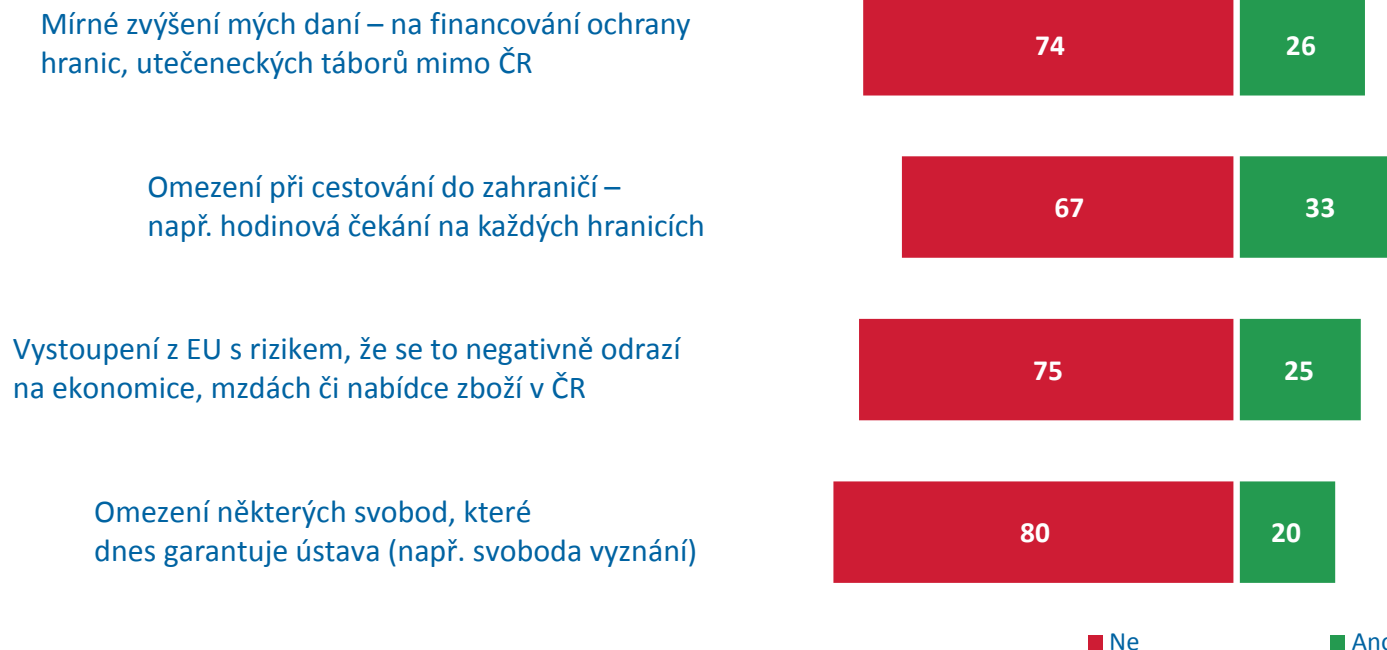 Mírné zvýšení mých daní – na financování ochrany
hranic, utečeneckých táborů mimo ČR
74
26
Omezení při cestování do zahraničí –
např. hodinová čekání na každých hranicích
67
33
Vystoupení z EU s rizikem, že se to negativně odrazí
na ekonomice, mzdách či nabídce zboží v ČR
75
25
Omezení některých svobod, které
dnes garantuje ústava (např. svoboda vyznání)
80
20
Ne
Ano